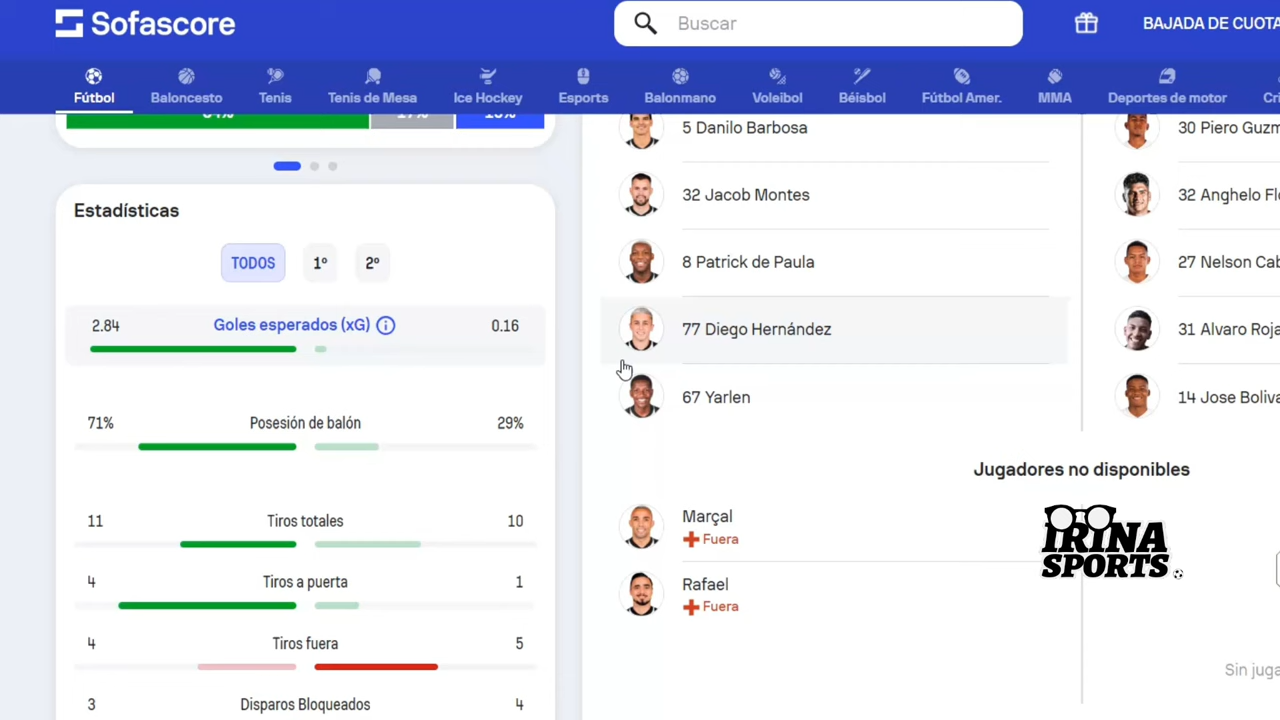 Sofascore
Buscar
BAJADA DE CUOTA
Fútbol
Baloncesto
Tenis
Tenis de Mesa
Ice Hockey
Esports
Balonmano
Voleibol
Béisbol
Fútbol Amer.
MMA
Deportes de motor
Cri
17%
Estadísticas
TODOS 1º 2º
2.84 Goles esperados (xG) 0.16
71% Posesión de balón 29%
11 Tiros totales 10
4 Tiros a puerta 1
4 Tiros fuera 5
3 Disparos Bloqueados 4
5 Danilo Barbosa
32 Jacob Montes
8 Patrick de Paula
77 Diego Hernández
67 Yarlen
30 Piero Guzm
32 Anghelo Fl
27 Nelson Cab
31 Alvaro Roja
14 Jose Boliva
Jugadores no disponibles
Marçal
Fuera
Rafael
Fuera
Sin juga
IRINA
SPORTS